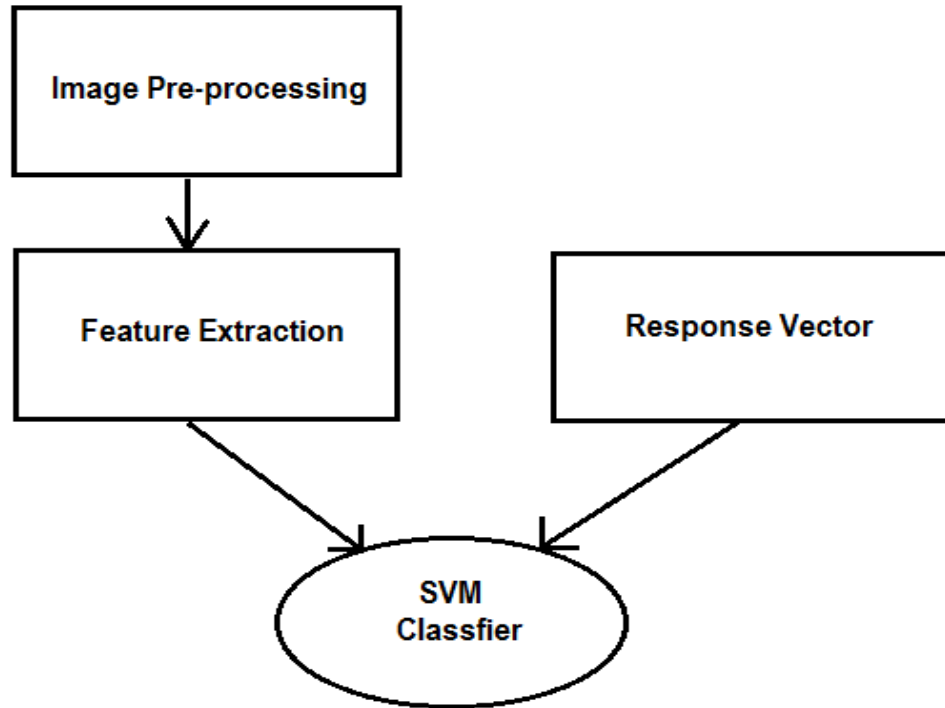 Image Pre-processing
Feature Extraction
Response Vector
SVM
Classfier